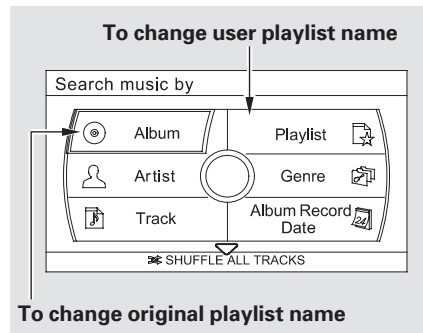 To change user playlist name
Search music by
Album
Playlist
Artist
Genre
Track
Album Record
Date
24
SHUFFLE ALL TRACKS
To change original playlist name